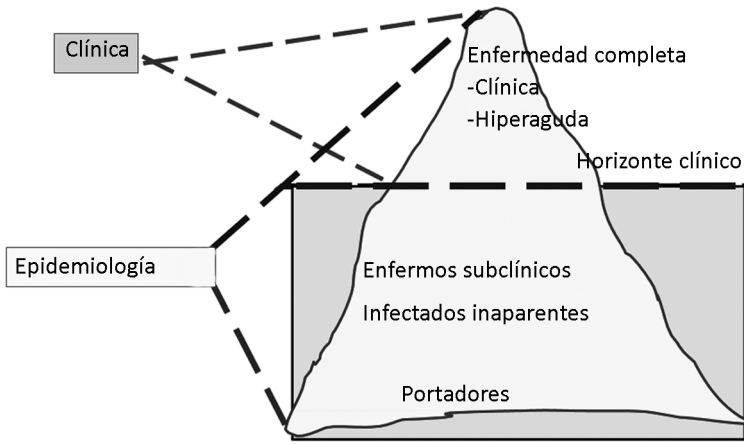 Clínica
Enfermedad completa
-Clínica
-Hiperaguda
Horizonte clínico
Epidemiología
Enfermos subclínicos
Infectados inaparentes
Portadores